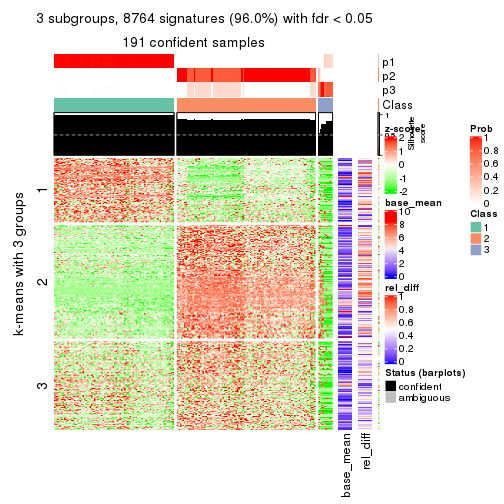 3 subgroups, 8764 signatures (96.0%) with fdr < 0.05
191 confident samples
p1
p2
p3
Class
1
Silhouette
score
k-means with 3 groups
1
2
3
base_mean
rel_diff
z-score
2
1
0
-1
-2
base_mean
10
8
6
4
2
0
rel_diff
1
0.8
0.6
0.4
0.2
0
Status (barplots)
confident
ambiguous
Prob
1
0.8
0.6
0.4
0.2
0
Class
1
2
3